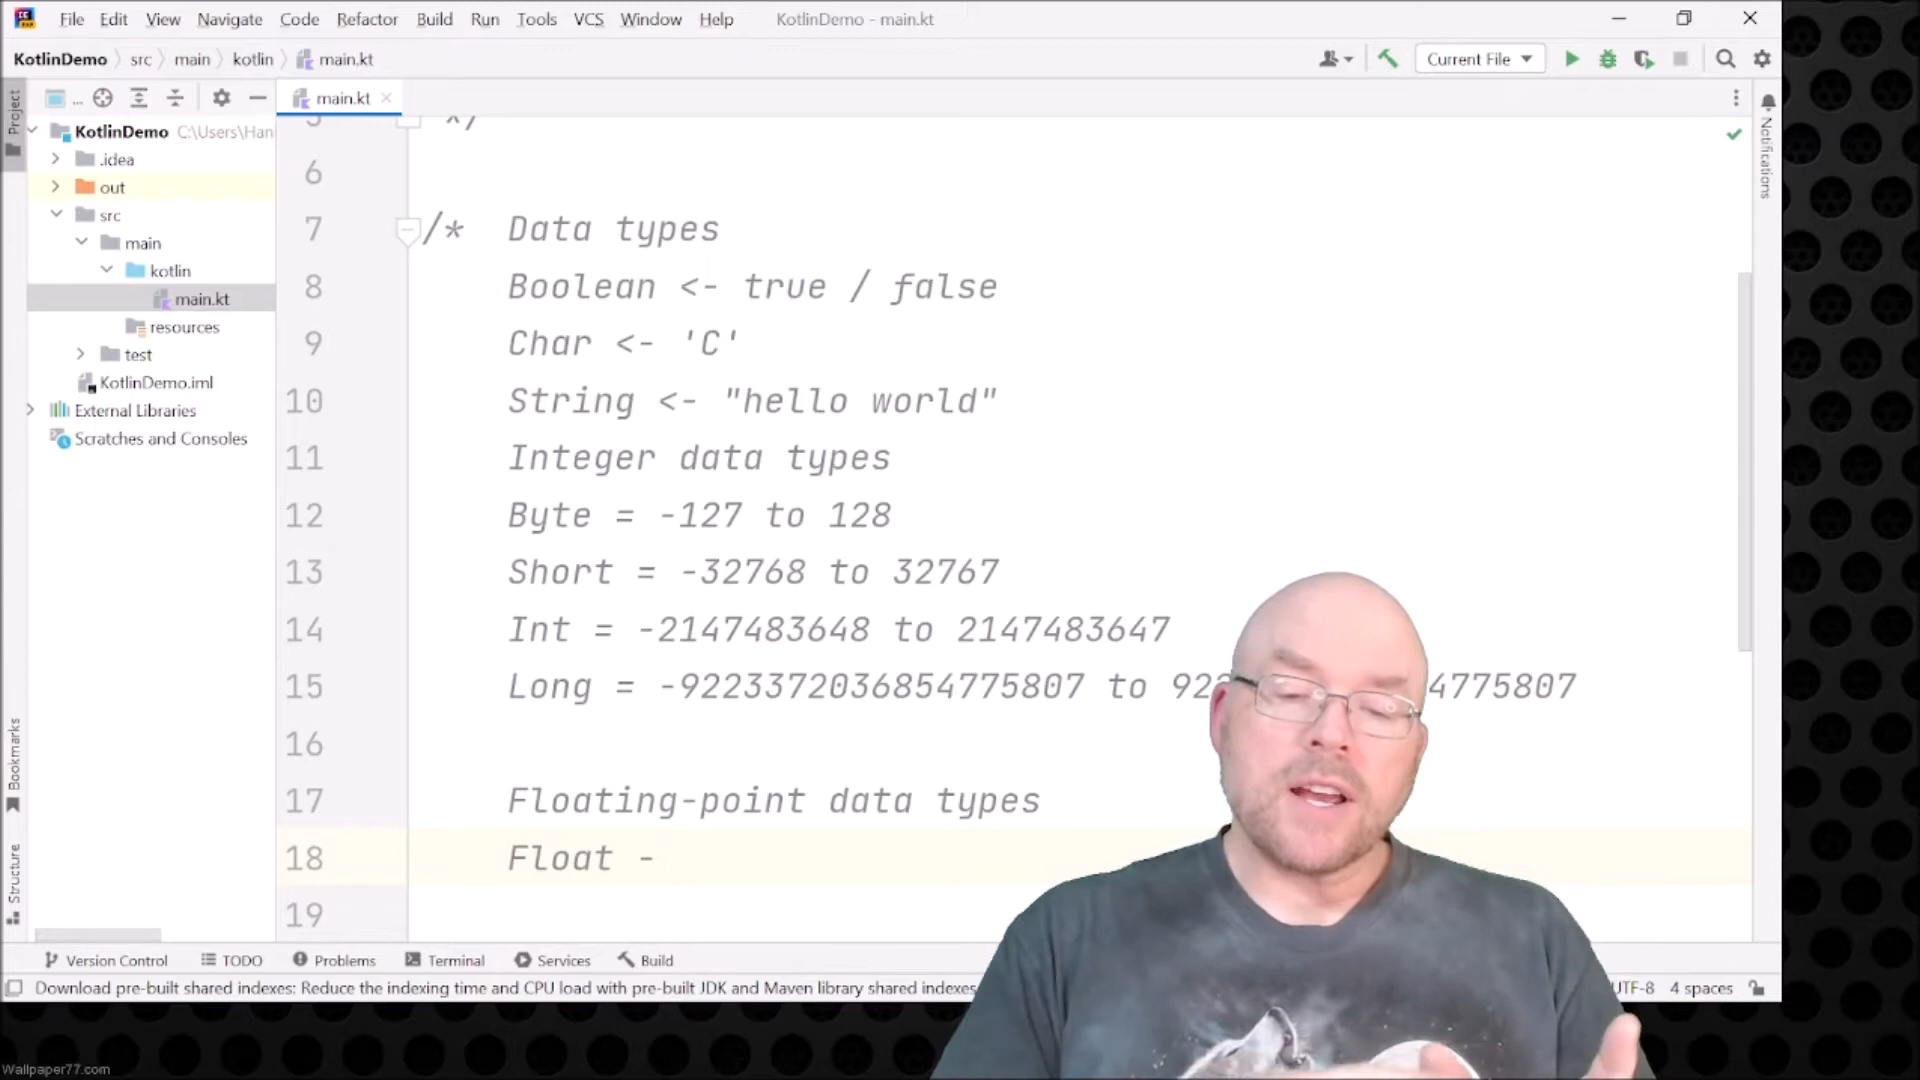 File Edit View Navigate Code Refactor Build Run Tools VCS Window Help KotlinDemo - main.kt
KotlinDemo src main kotlin main.kt Current File
Project
... main.kt
Notifications
KotlinDemo C:\Users\Han
.idea
out
src
main
kotlin
main.kt
resources
test
KotlinDemo.iml
External Libraries
Scratches and Consoles
5 */
6
7 /* Data types
8 Boolean <- true / false
9 Char <- 'C'
10 String <- "hello world"
11 Integer data types
12 Byte = -127 to 128
13 Short = -32768 to 32767
14 Int = -2147483648 to 2147483647
15 Long = -9223372036854775807 to 922 4775807
16
17 Floating-point data types
18 Float -
19
Bookmarks
Structure
Version Control TODO Problems Terminal Services Build
Download pre-built shared indexes: Reduce the indexing time and CPU load with pre-built JDK and Maven library shared indexes UTF-8 4 spaces
Wallpaper77.com